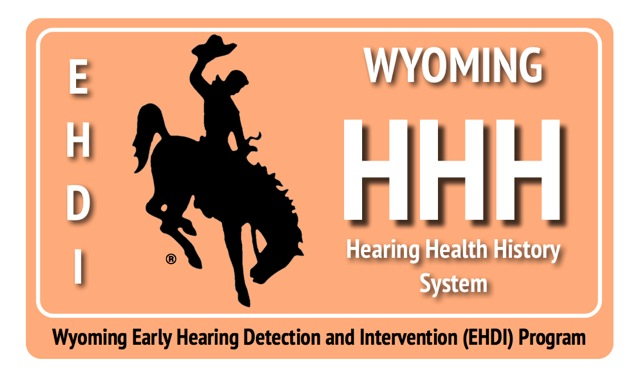 E
H
D
I
®
WYOMING
HHH
Hearing Health History
System
Wyoming Early Hearing Detection and Intervention (EHDI) Program